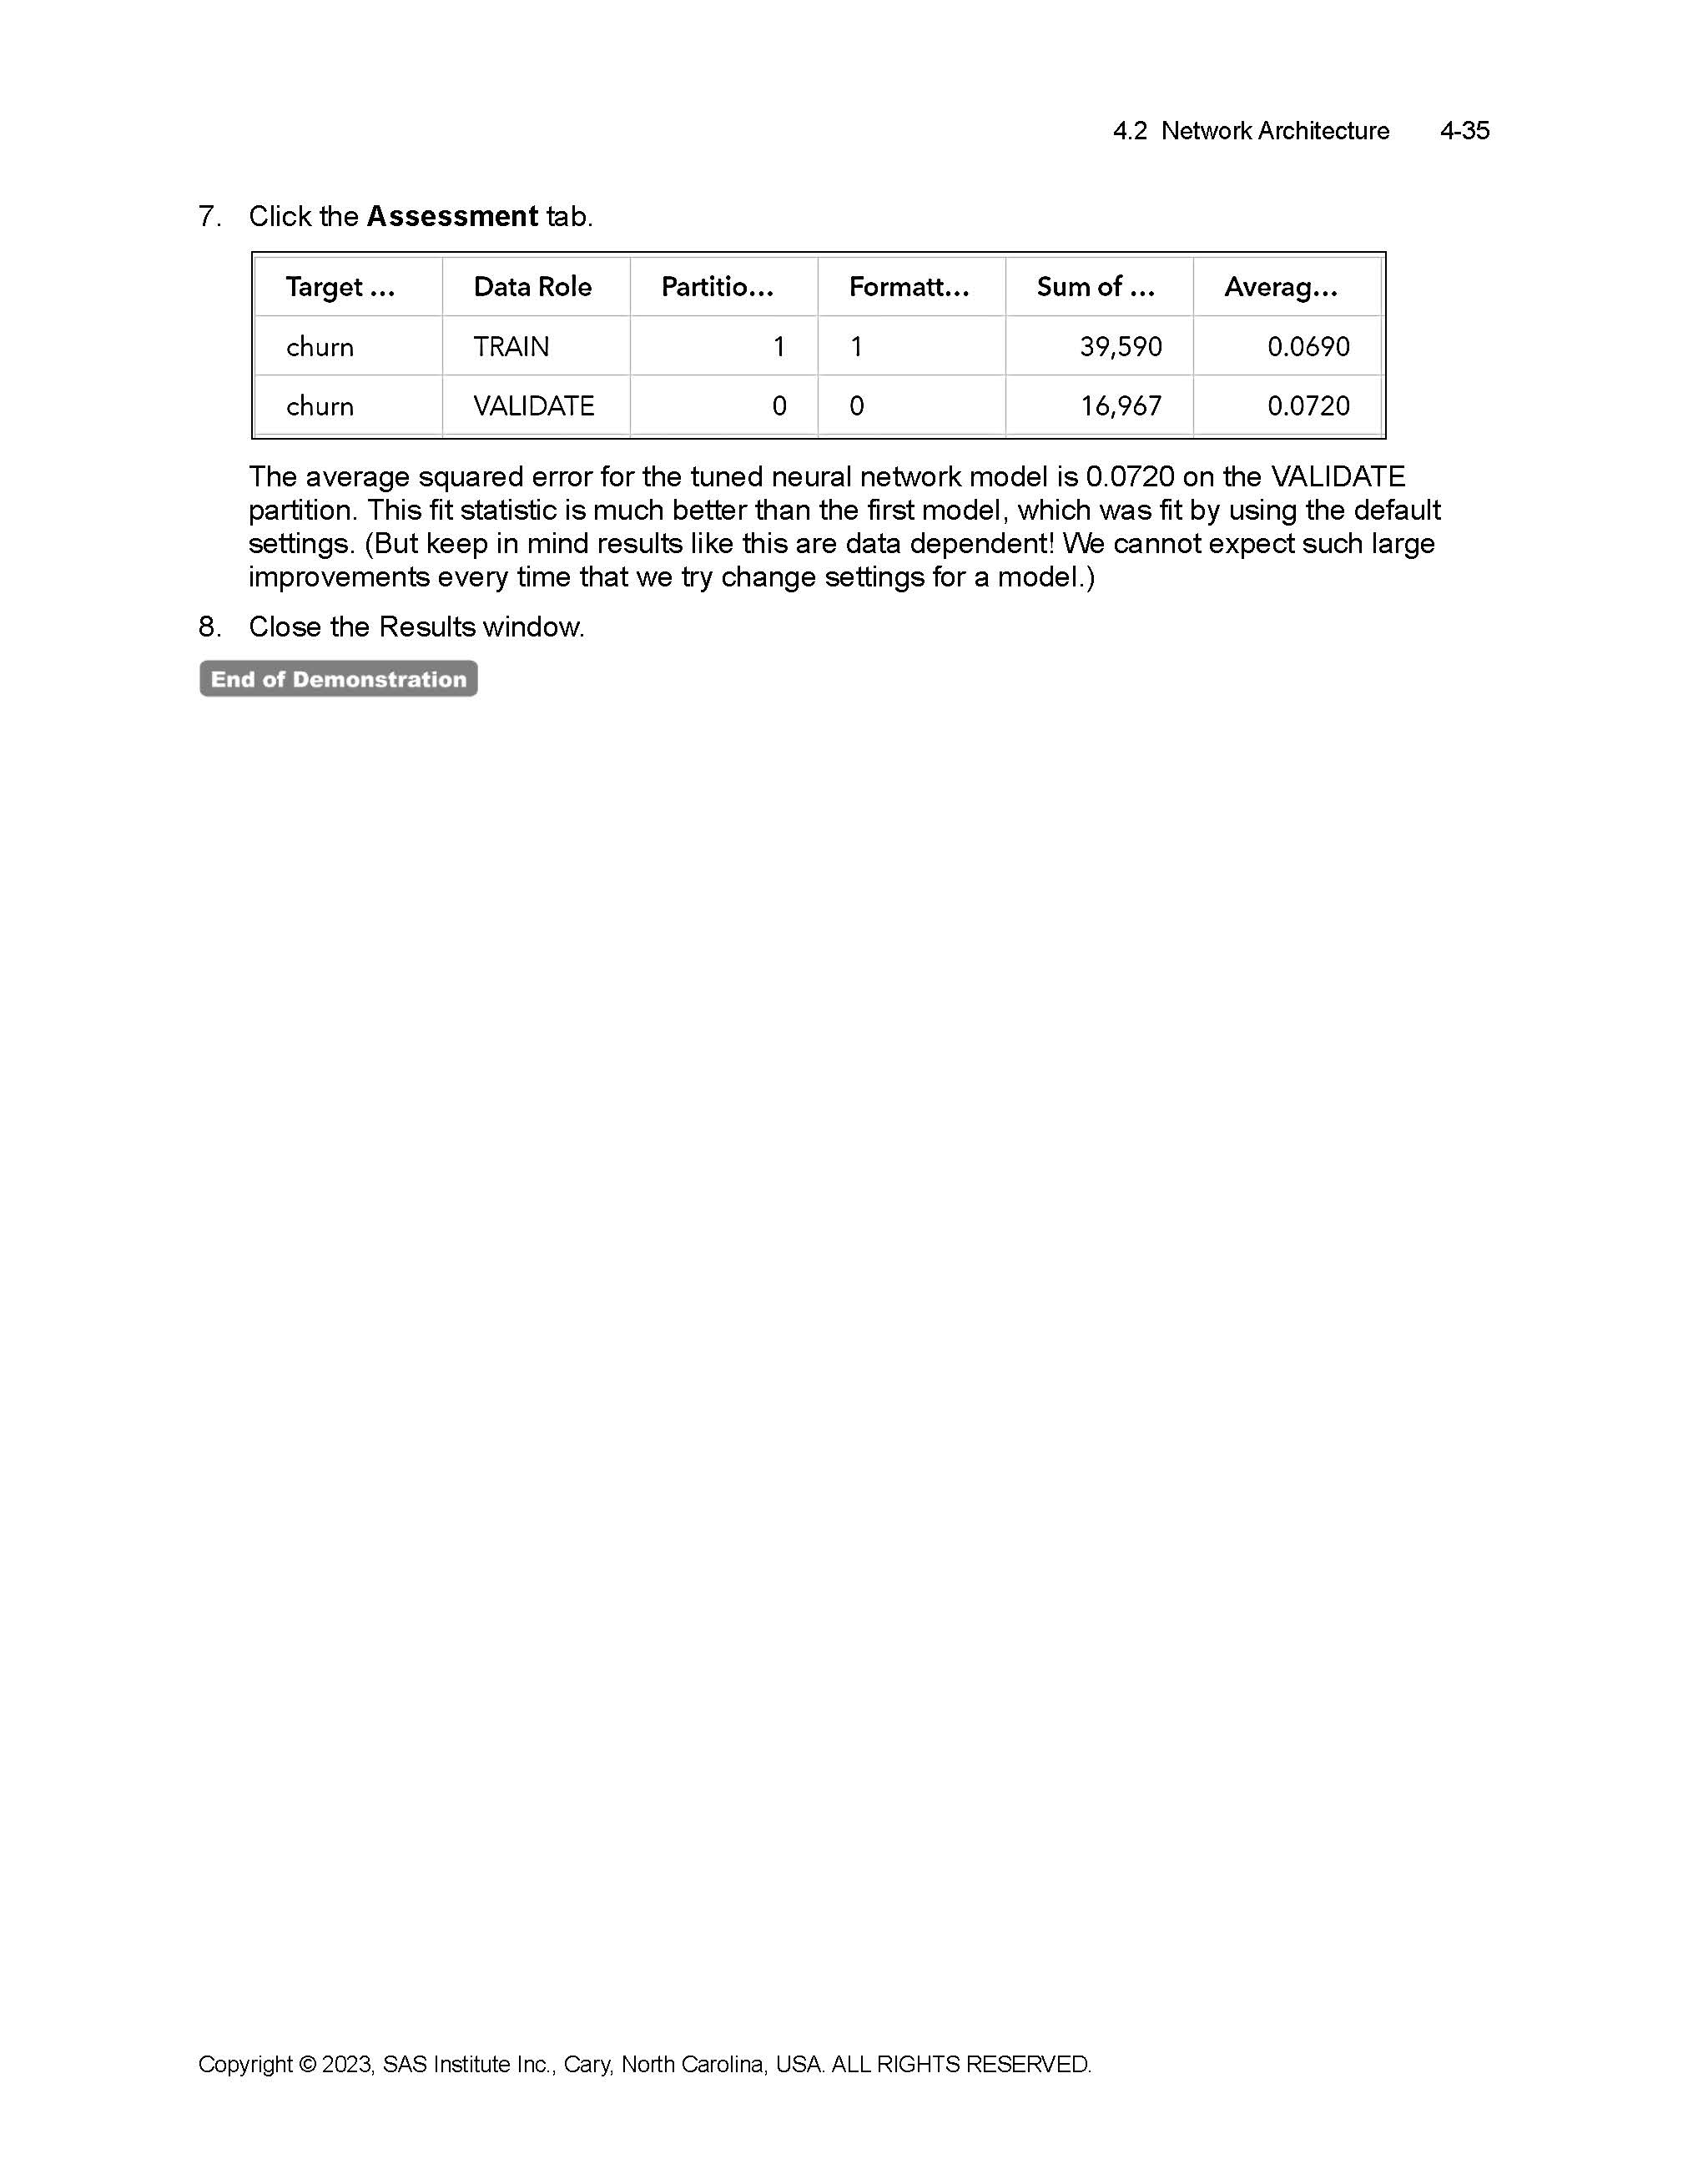 4.2 Network Architecture 4-35
7. Click the Assessment tab.
Target ... Data Role Partitio... Formatt... Sum of ... Averag...
churn TRAIN 1 1 39,590 0.0690
churn VALIDATE 0 0 16,967 0.0720
The average squared error for the tuned neural network model is 0.0720 on the VALIDATE
partition. This fit statistic is much better than the first model, which was fit by using the default
settings. (But keep in mind results like this are data dependent! We cannot expect such large
improvements every time that we try change settings for a model.)
8. Close the Results window.
End of Demonstration
Copyright © 2023, SAS Institute Inc., Cary, North Carolina, USA. ALL RIGHTS RESERVED.